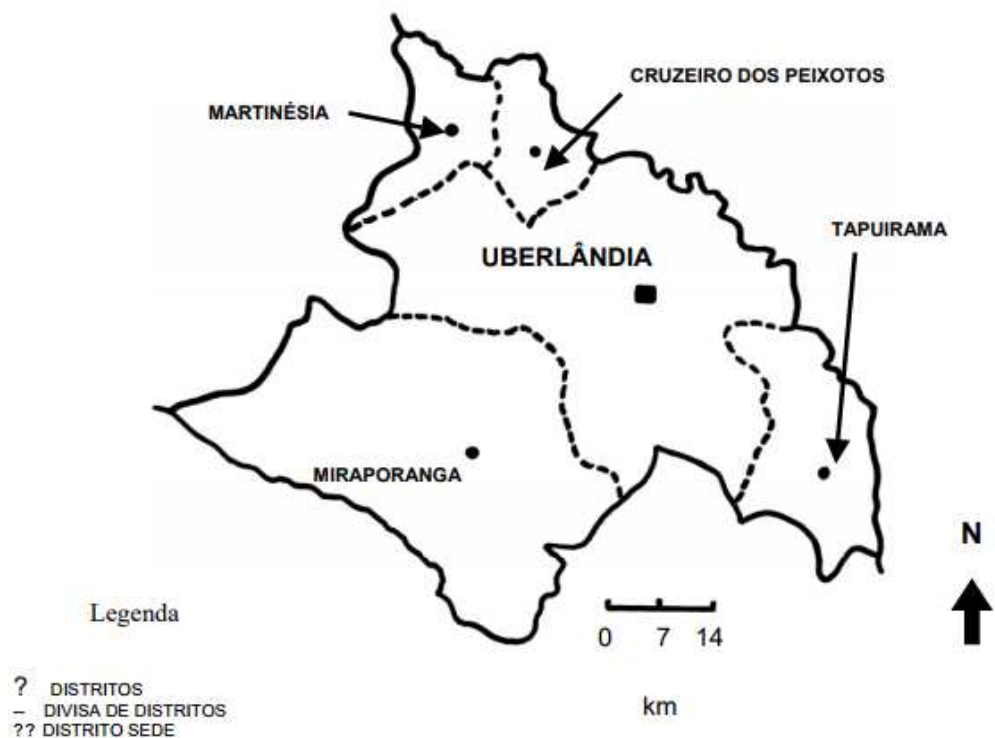 CRUZEIRO DOS PEIXOTOS
MARTINÉSIA
TAPUIRAMA
UBERLÂNDIA
MIRAPORANGA
N
Legenda
0 7 14
km
? DISTRITOS
– DIVISA DE DISTRITOS
?? DISTRITO SEDE